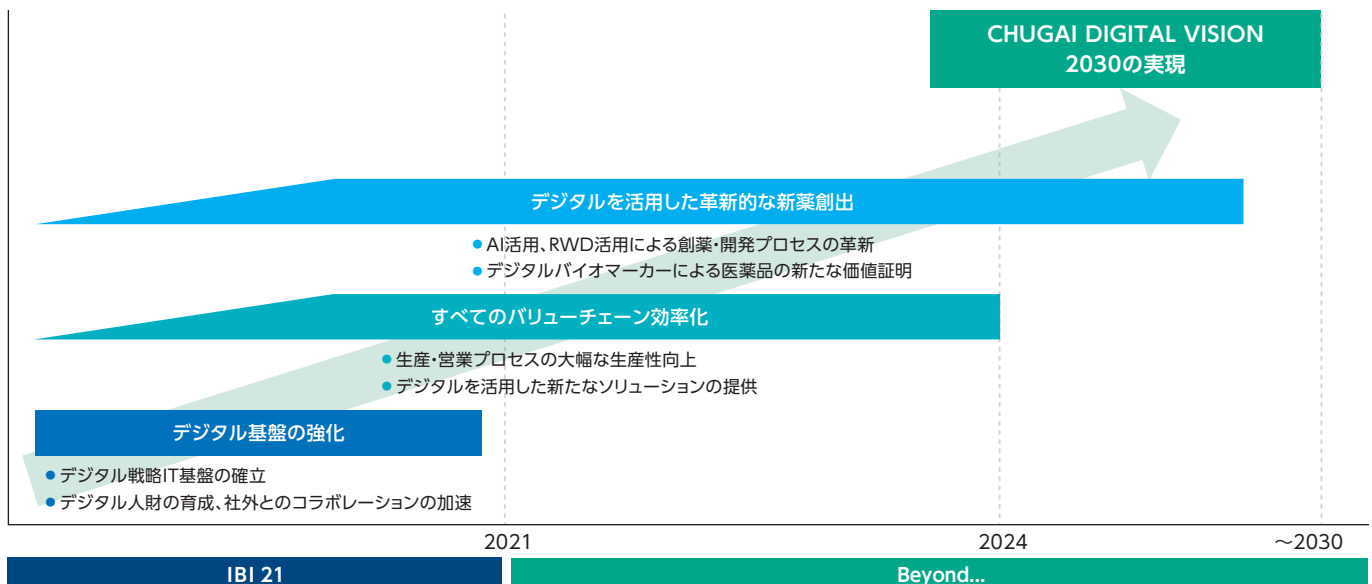 CHUGAI DIGITAL VISION
2030の実現
デジタルを活用した革新的な新薬創出
● AI活用、RWD活用による創薬・開発プロセスの革新
● デジタルバイオマーカーによる医薬品の新たな価値証明
すべてのバリューチェーン効率化
● 生産・営業プロセスの大幅な生産性向上
● デジタルを活用した新たなソリューションの提供
デジタル基盤の強化
● デジタル戦略IT基盤の確立
● デジタル人財の育成、社外とのコラボレーションの加速
2021
2024
～2030
IBI 21
Beyond...